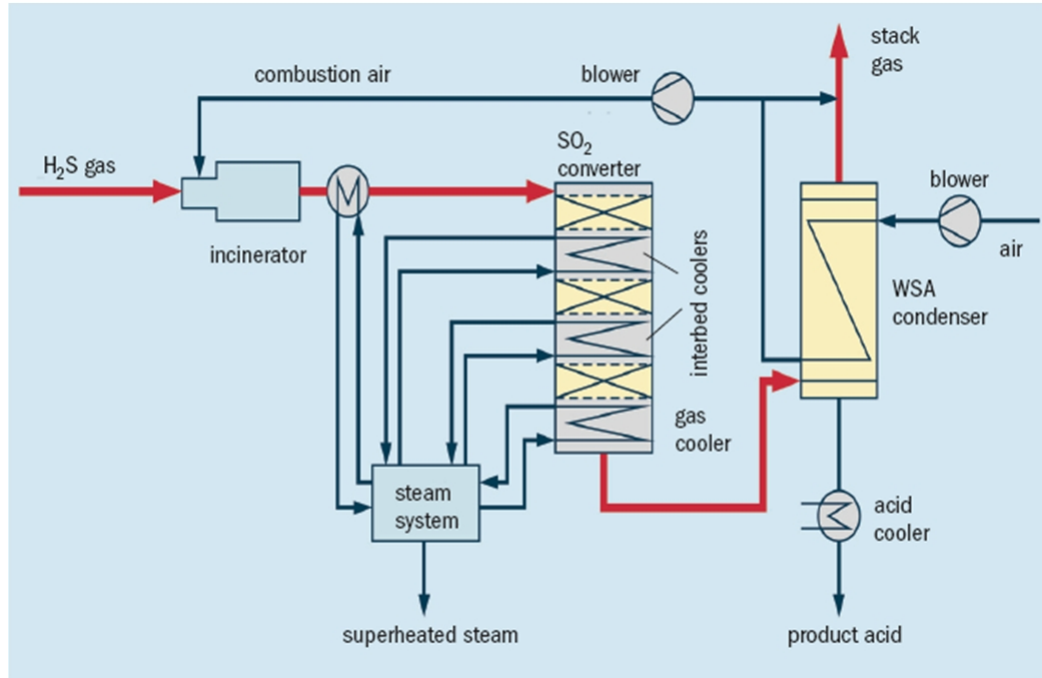 stack
gas
combustion air
blower
SO₂
converter
H₂S gas
blower
incinerator
interbed coolers
air
WSA
condenser
gas
cooler
steam
system
acid
cooler
superheated steam
product acid